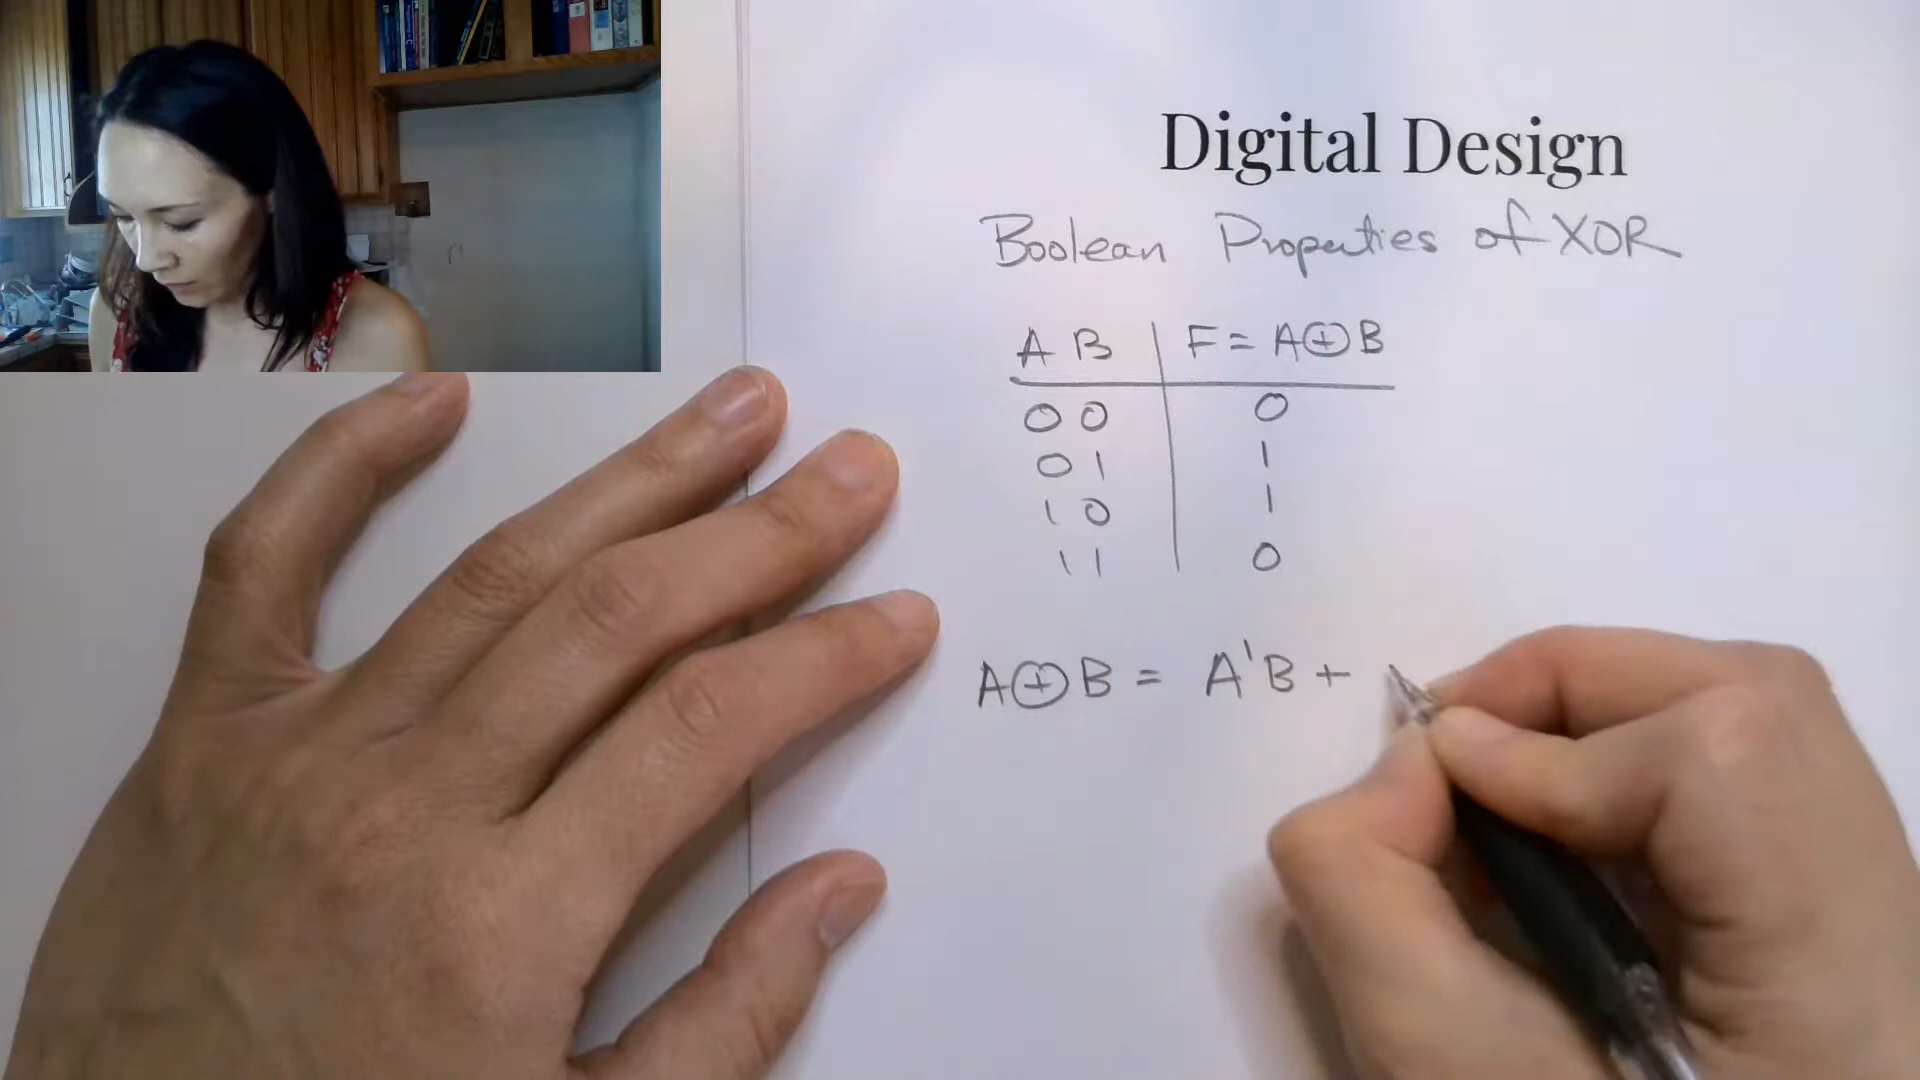 Digital Design
Boolean Properties of XOR
A B F = A⊕B
0 0 0
0 1 1
1 0 1
1 1 0
A⊕B = A'B +